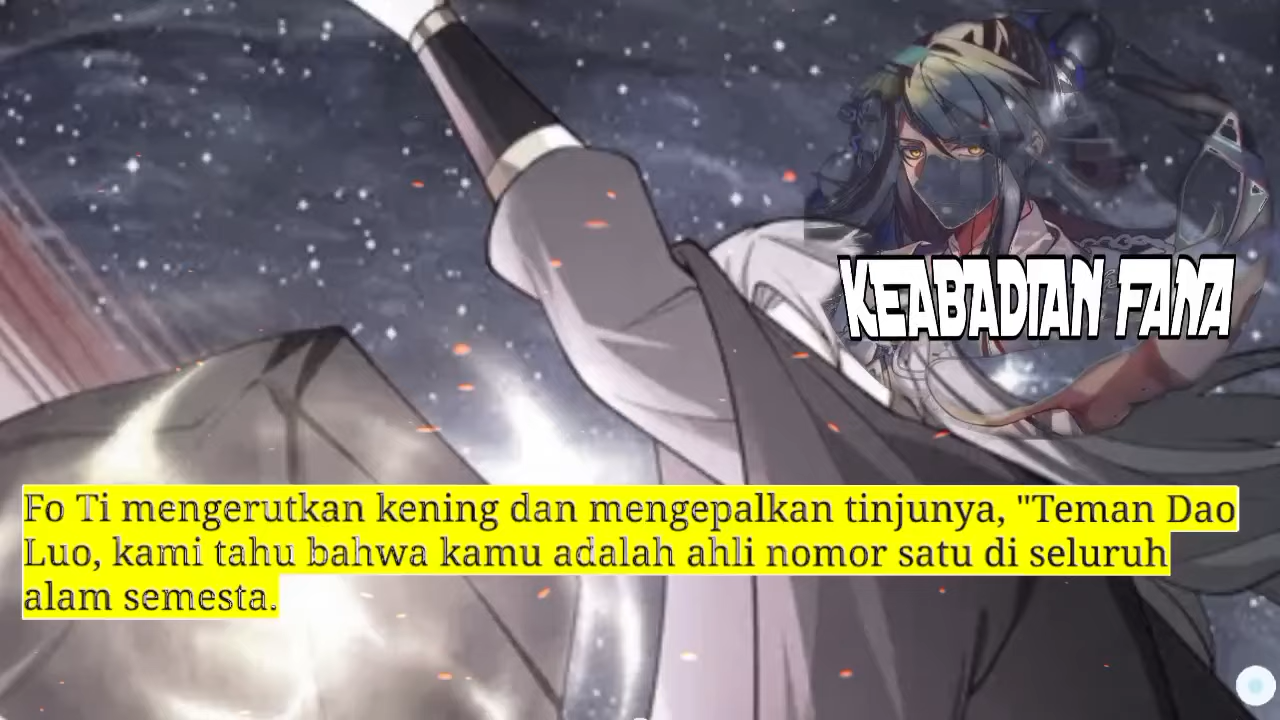 KEABADIAN FANA
Fo Ti mengerutkan kening dan mengepalkan tinjunya, "Teman Dao
Luo, kami tahu bahwa kamu adalah ahli nomor satu di seluruh
alam semesta.